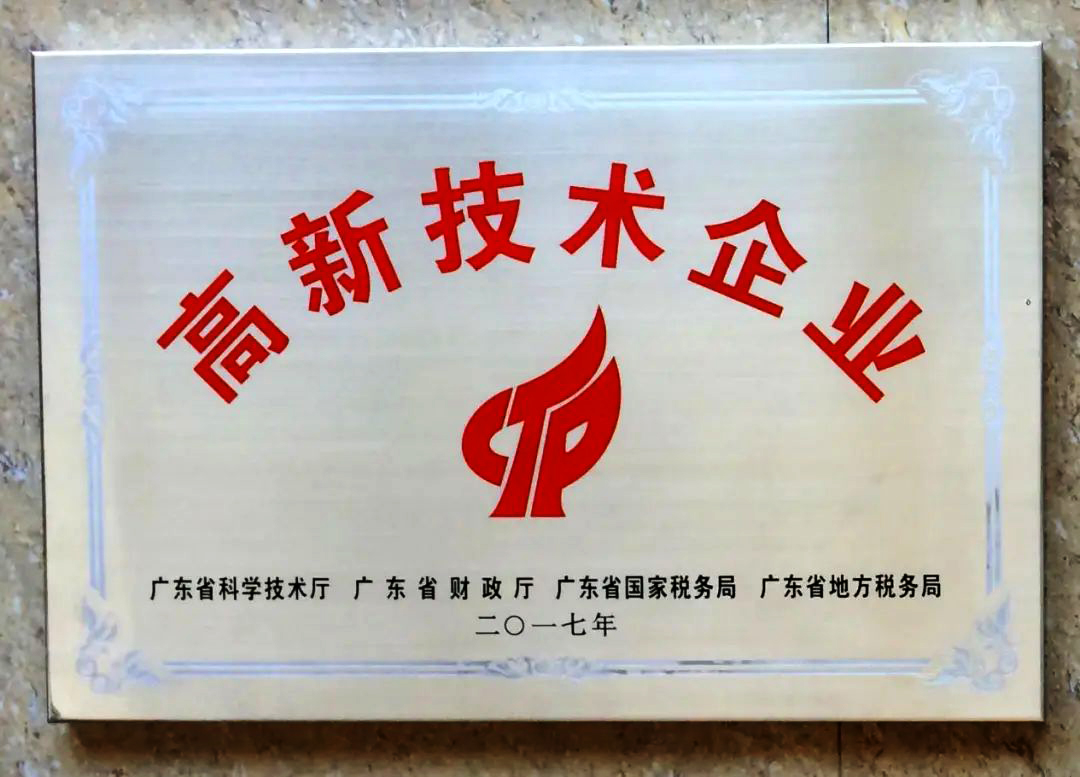 高新技术企业
广东省科学技术厅 广东省财政厅 广东省国家税务局 广东省地方税务局
二〇一七年